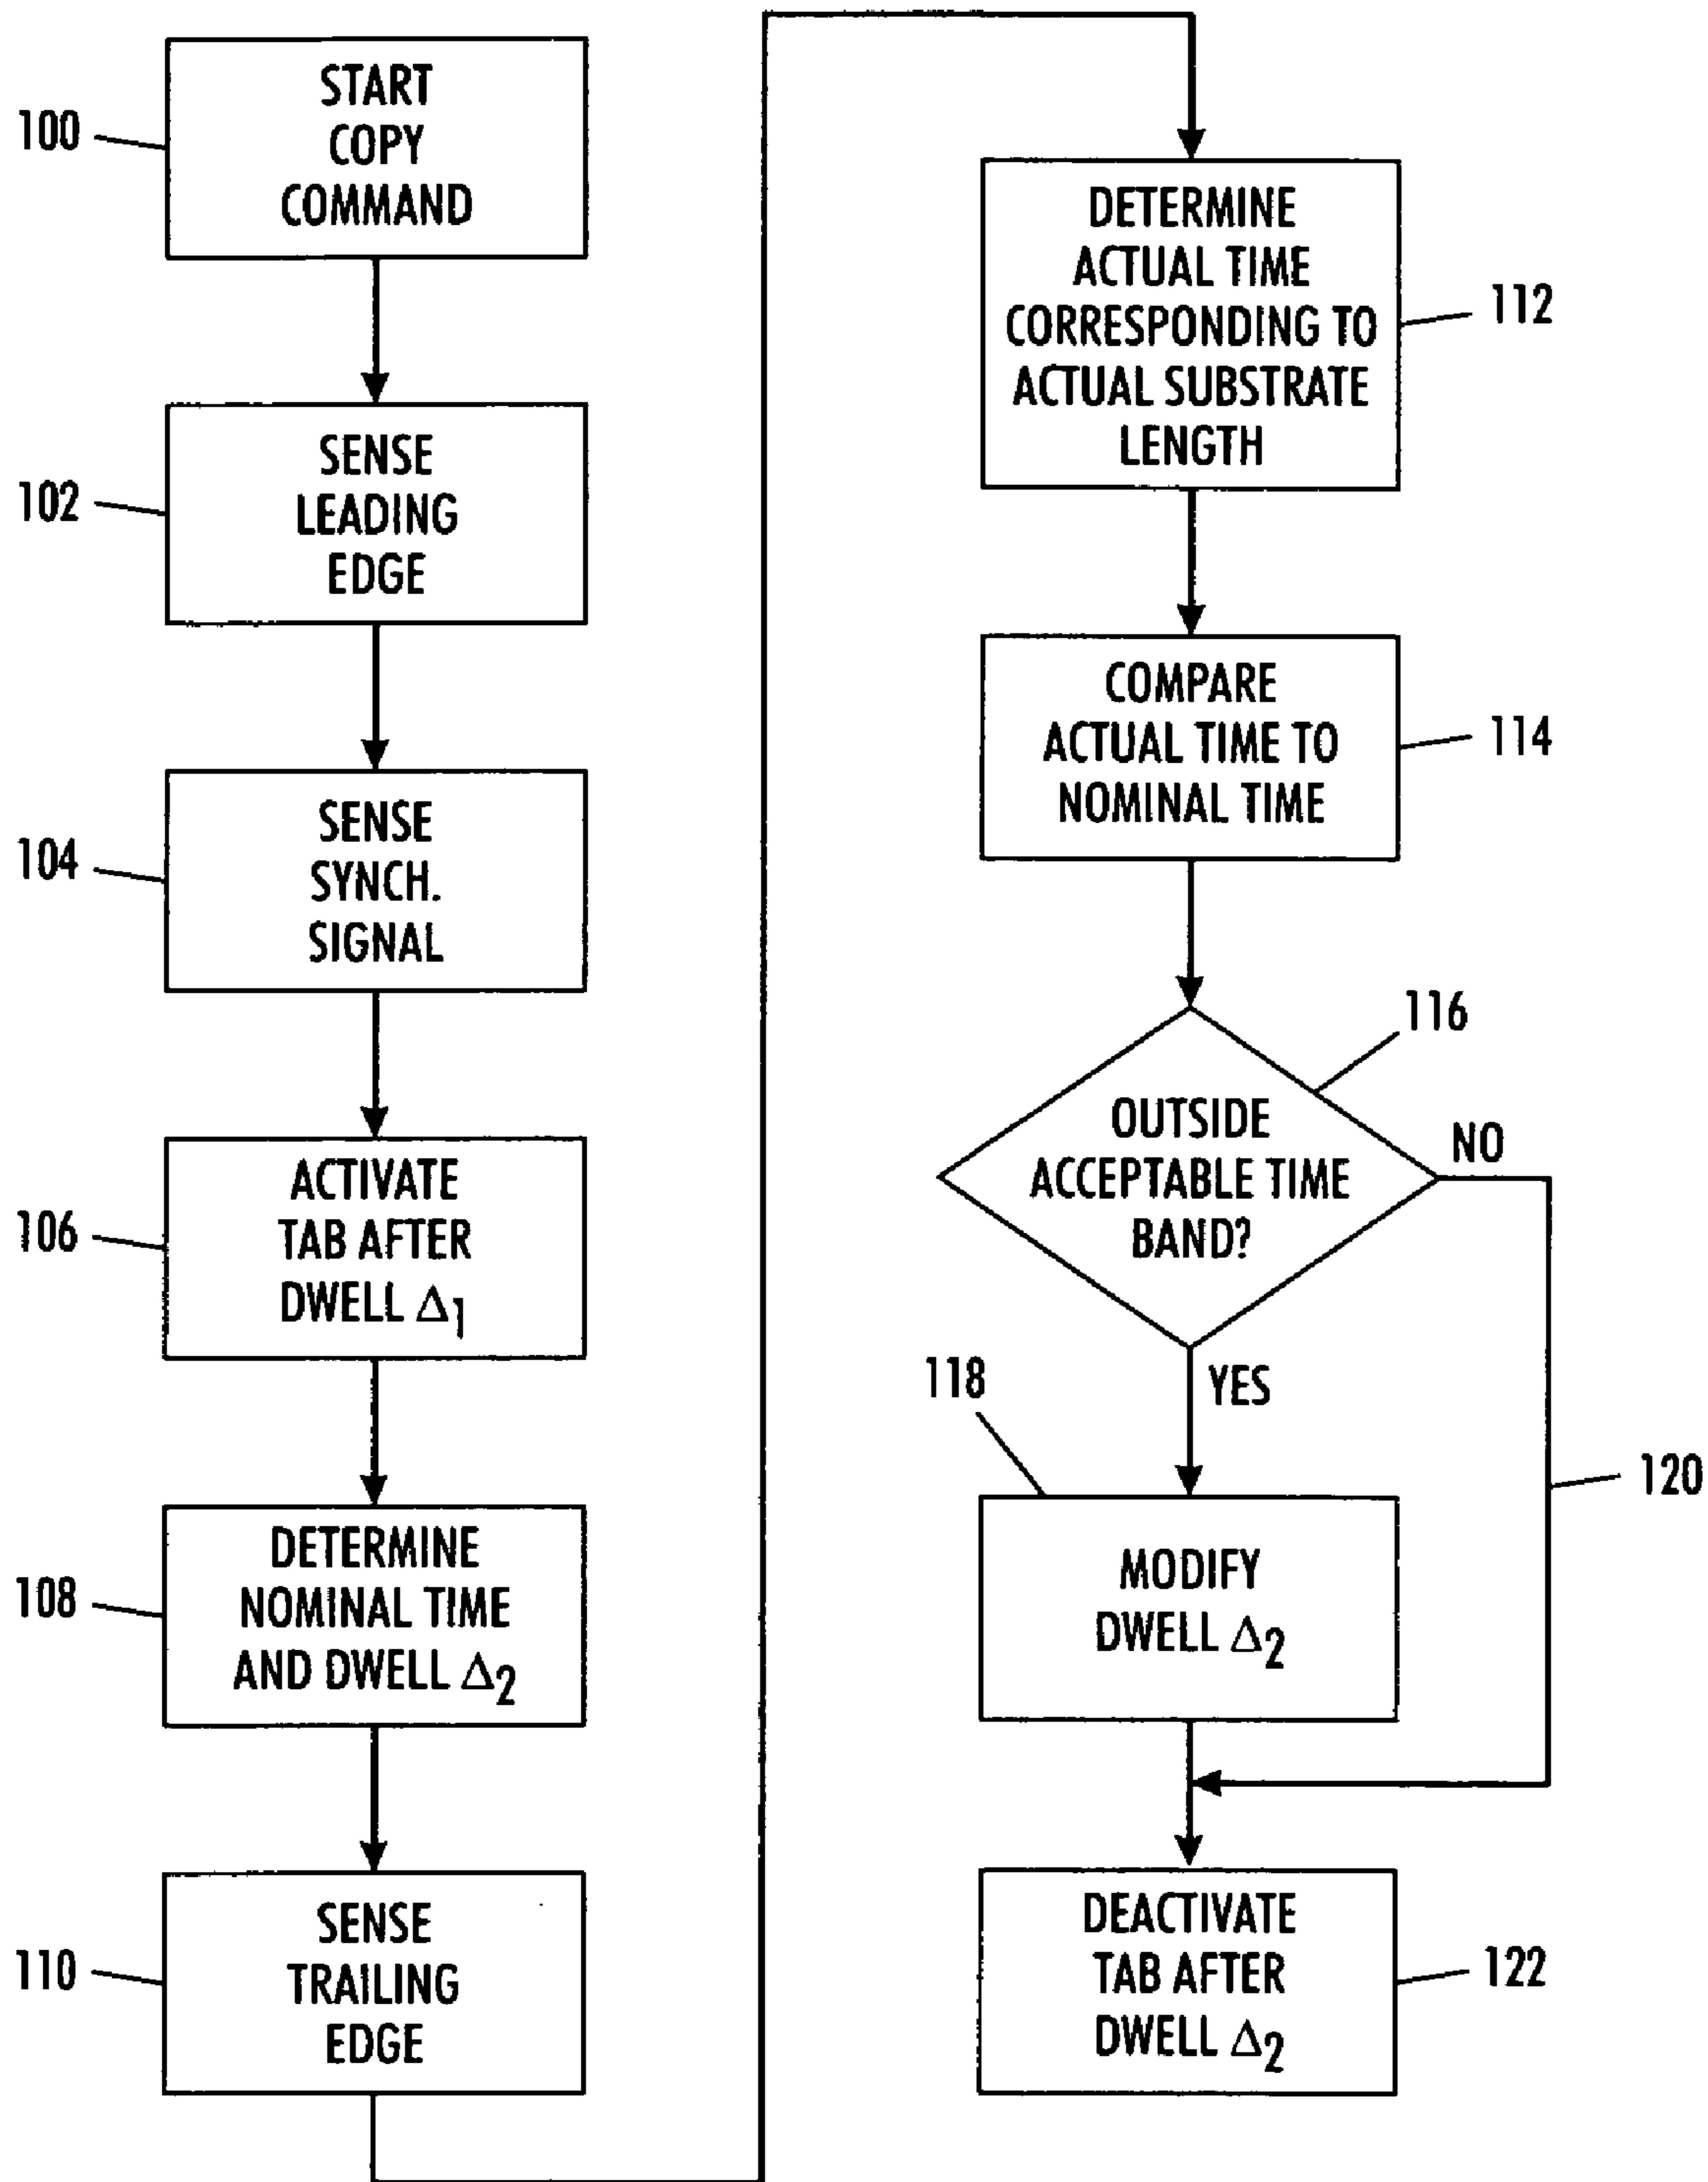 100
START
COPY
COMMAND
102
SENSE
LEADING
EDGE
104
SENSE
SYNCH.
SIGNAL
106
ACTIVATE
TAB AFTER
DWELL Δ1
108
DETERMINE
NOMINAL TIME
AND DWELL Δ2
110
SENSE
TRAILING
EDGE
DETERMINE
ACTUAL TIME
CORRESPONDING TO
ACTUAL SUBSTRATE
LENGTH
112
COMPARE
ACTUAL TIME TO
NOMINAL TIME
114
116
OUTSIDE
ACCEPTABLE TIME
BAND?
NO
YES
118
MODIFY
DWELL Δ2
120
DEACTIVATE
TAB AFTER
DWELL Δ2
122